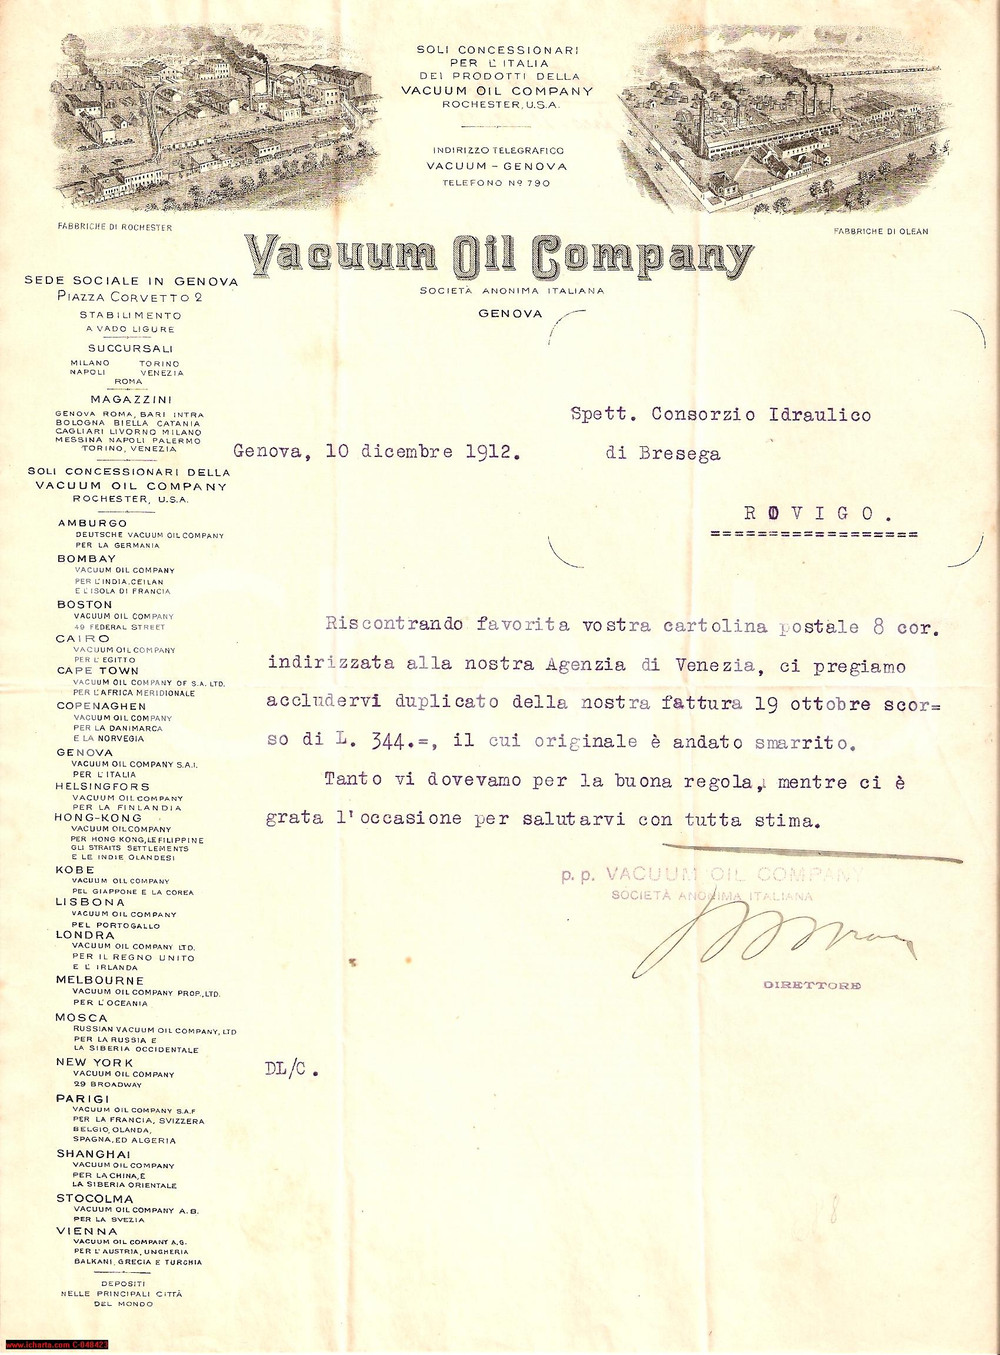 SOLI CONCESSIONARI
PER L'ITALIA
DEI PRODOTTI DELLA
VACUUM OIL COMPANY
ROCHESTER, U.S.A.
INDIRIZZO TELEGRAFICO
VACUUM – GENOVA
TELEFONO Nº 790
FABBRICHE DI ROCHESTER
FABBRICHE DI OLEAN
Vacuum Oil Company
SOCIETÀ ANONIMA ITALIANA
GENOVA
SEDE SOCIALE IN GENOVA
PIAZZA CORVETTO 2
STABILIMENTO
A VADO LIGURE
SUCCURSALI
MILANO TORINO
NAPOLI VENEZIA
ROMA
MAGAZZINI
GENOVA ROMA, BARI INTRA
BOLOGNA BIELLA CATANIA
CAGLIARI LIVORNO MILANO
MESSINA NAPOLI PALERMO
TORINO, VENEZIA
SOLI CONCESSIONARI DELLA
VACUUM OIL COMPANY
ROCHESTER, U.S.A.
AMBURGO
DEUTSCHE VACUUM OIL COMPANY
PER LA GERMANIA
BOMBAY
VACUUM OIL COMPANY
PER L'INDIA, CEILAN
E L'ISOLA DI FRANCIA
BOSTON
VACUUM OIL COMPANY
49 FEDERAL STREET
CAIRO
VACUUM OIL COMPANY
PER L'EGITTO
CAPE TOWN
VACUUM OIL COMPANY OF S.A. LTD.
PER L'AFRICA MERIDIONALE
COPENAGHEN
VACUUM OIL COMPANY
PER LA DANIMARCA
E LA NORVEGIA
GENOVA
VACUUM OIL COMPANY S.A.I.
PER L'ITALIA
HELSINGFORS
VACUUM OIL COMPANY
PER LA FINLANDIA
HONG-KONG
VACUUM OIL COMPANY
PER HONG KONG, LE FILIPPINE
GLI STRAITS SETTLEMENTS
E LE INDIE OLANDESI
KOBE
VACUUM OIL COMPANY
PEL GIAPPONE E LA COREA
LISBONA
VACUUM OIL COMPANY
PEL PORTOGALLO
LONDRA
VACUUM OIL COMPANY LTD.
PER IL REGNO UNITO
E L'IRLANDA
MELBOURNE
VACUUM OIL COMPANY PROP., LTD.
PER L'OCEANIA
MOSCA
RUSSIAN VACUUM OIL COMPANY, LTD
PER LA RUSSIA E
LA SIBERIA OCCIDENTALE
NEW YORK
VACUUM OIL COMPANY
29 BROADWAY
PARIGI
VACUUM OIL COMPANY S.A.F
PER LA FRANCIA, SVIZZERA
BELGIO, OLANDA,
SPAGNA, ED ALGERIA
SHANGHAI
VACUUM OIL COMPANY
PER LA CHINA, E
LA SIBERIA ORIENTALE
STOCOLMA
VACUUM OIL COMPANY A.B.
PER LA SVEZIA
VIENNA
VACUUM OIL COMPANY A.G.
PER L'AUSTRIA, UNGHERIA
BALKANI, GRECIA E TURCHIA
DEPOSITI
NELLE PRINCIPALI CITTÀ
DEL MONDO
Spett. Consorzio Idraulico
Genova, 10 dicembre 1912.
di Bresega
ROVIGO.
=================
Riscontrando favorita vostra cartolina postale 8 cor.
indirizzata alla nostra Agenzia di Venezia, ci pregiamo
accludervi duplicato della nostra fattura 19 ottobre scor=
so di L. 344.=, il cui originale è andato smarrito.
Tanto vi dovevamo per la buona regola, mentre ci è
grata l'occasione per salutarvi con tutta stima.
p. p. VACUUM OIL COMPANY
SOCIETÀ ANONIMA ITALIANA
DIRETTORE
DL/C.
www.lcharta.com C-048423